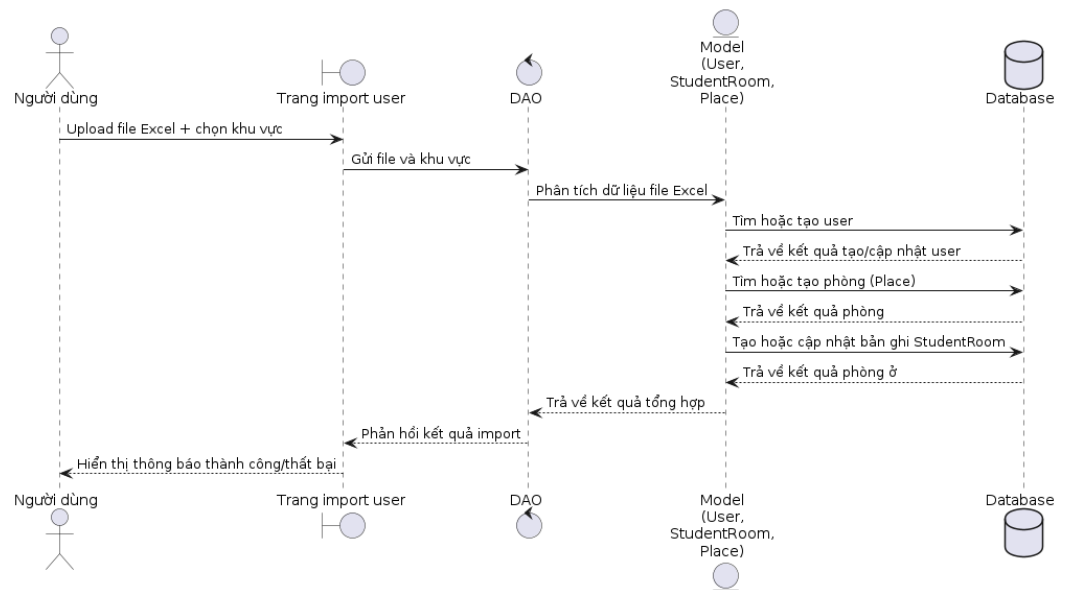 Model
(User,
StudentRoom,
Place)
Người dùng
Trang import user
DAO
Database
Upload file Excel + chọn khu vực
Gửi file và khu vực
Phân tích dữ liệu file Excel
Tìm hoặc tạo user
Trả về kết quả tạo/cập nhật user
Tìm hoặc tạo phòng (Place)
Trả về kết quả phòng
Tạo hoặc cập nhật bản ghi StudentRoom
Trả về kết quả phòng ở
Trả về kết quả tổng hợp
Phản hồi kết quả import
Hiển thị thông báo thành công/thất bại
Người dùng
Trang import user
DAO
Model
(User,
StudentRoom,
Place)
Database